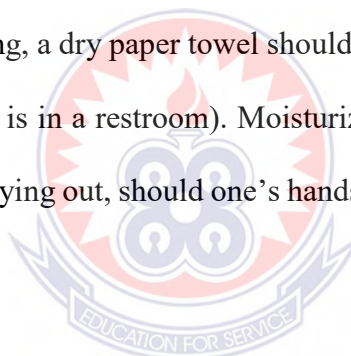 ng, a dry paper towel should
is in a restroom). Moisturiz
ying out, should one’s hands
EDUCATION FOR SERVICE